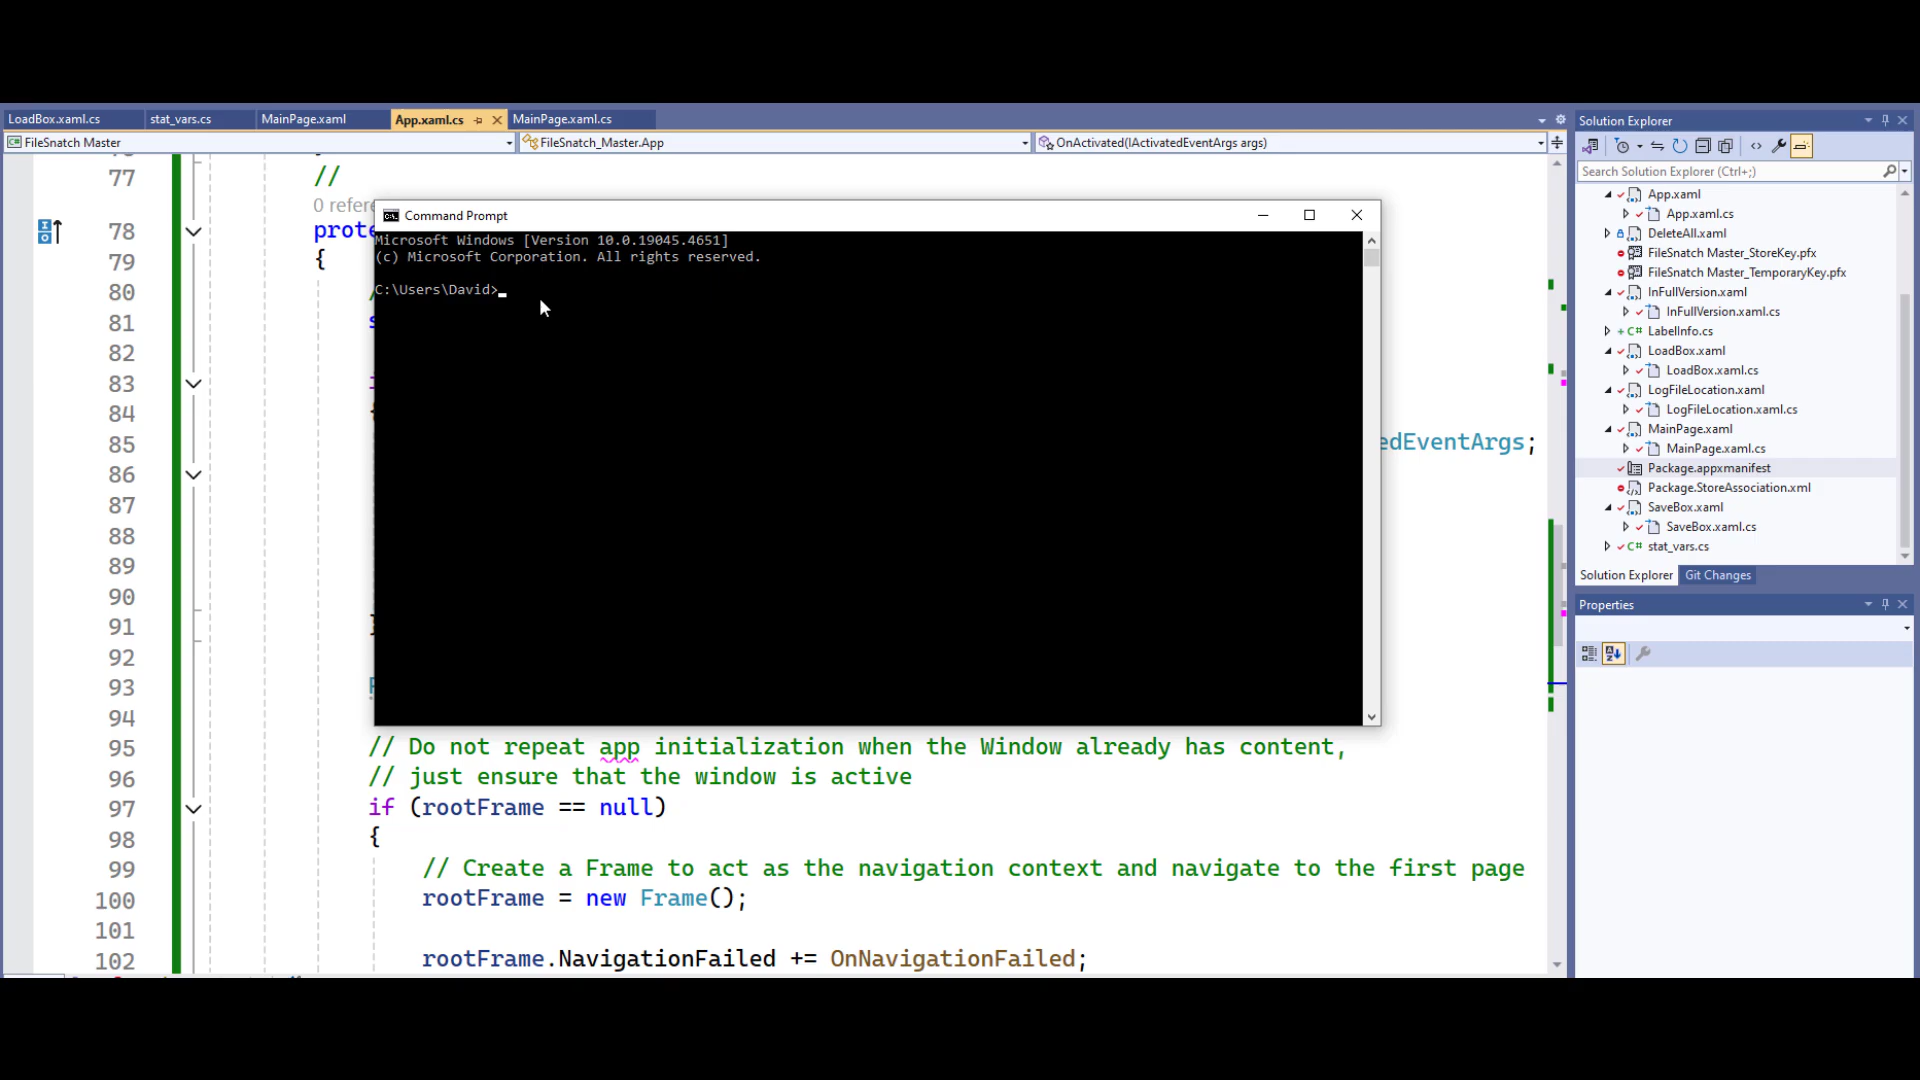 LoadBox.xaml.cs
stat_vars.cs
MainPage.xaml
App.xaml.cs
MainPage.xaml.cs
FileSnatch Master
FileSnatch_Master.App
OnActivated(IActivatedEventArgs args)
77 //
0 refere
78 prote
79 {
80
81
82
83
84
85 edEventArgs;
86
87
88
89
90
91
92
93
94
95 // Do not repeat app initialization when the Window already has content,
96 // just ensure that the window is active
97 if (rootFrame == null)
98 {
99 // Create a Frame to act as the navigation context and navigate to the first page
100 rootFrame = new Frame();
101
102 rootFrame.NavigationFailed += OnNavigationFailed;
Command Prompt
Microsoft Windows [Version 10.0.19045.4651]
(c) Microsoft Corporation. All rights reserved.
C:\Users\David>
Solution Explorer
Search Solution Explorer (Ctrl+;)
App.xaml
App.xaml.cs
DeleteAll.xaml
FileSnatch Master_StoreKey.pfx
FileSnatch Master_TemporaryKey.pfx
InFullVersion.xaml
InFullVersion.xaml.cs
C# LabelInfo.cs
LoadBox.xaml
LoadBox.xaml.cs
LogFileLocation.xaml
LogFileLocation.xaml.cs
MainPage.xaml
MainPage.xaml.cs
Package.appxmanifest
Package.StoreAssociation.xml
SaveBox.xaml
SaveBox.xaml.cs
C# stat_vars.cs
Solution Explorer
Git Changes
Properties